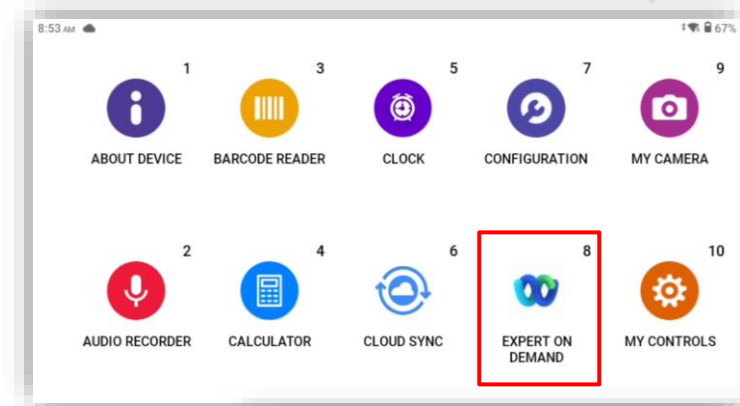 8:53 AM 67%
1 3 5 7 9
ABOUT DEVICE BARCODE READER CLOCK CONFIGURATION MY CAMERA
2 4 6 8 10
AUDIO RECORDER CALCULATOR CLOUD SYNC EXPERT ON MY CONTROLS
DEMAND